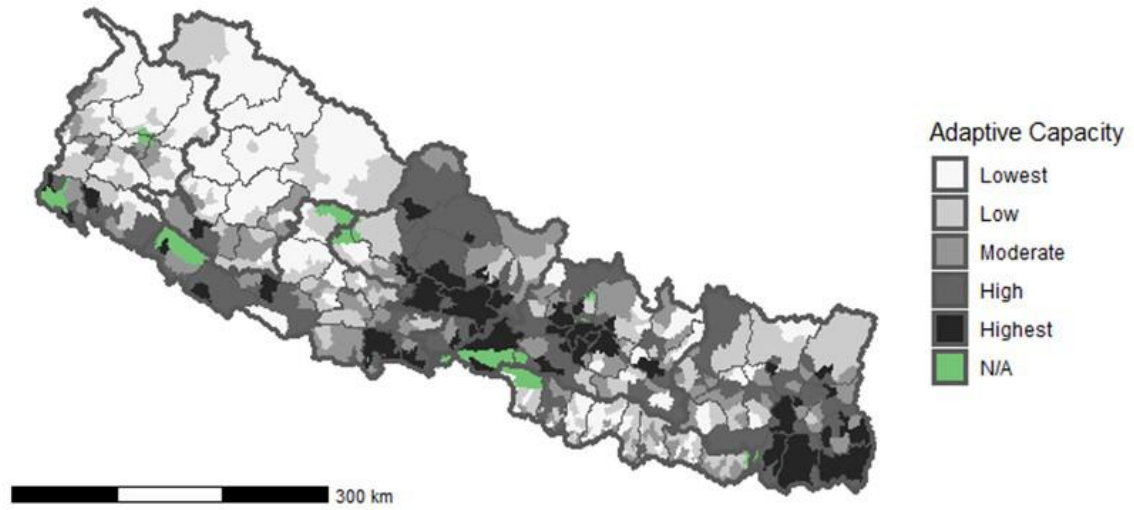 Adaptive Capacity
Lowest
Low
Moderate
High
Highest
N/A
300 km